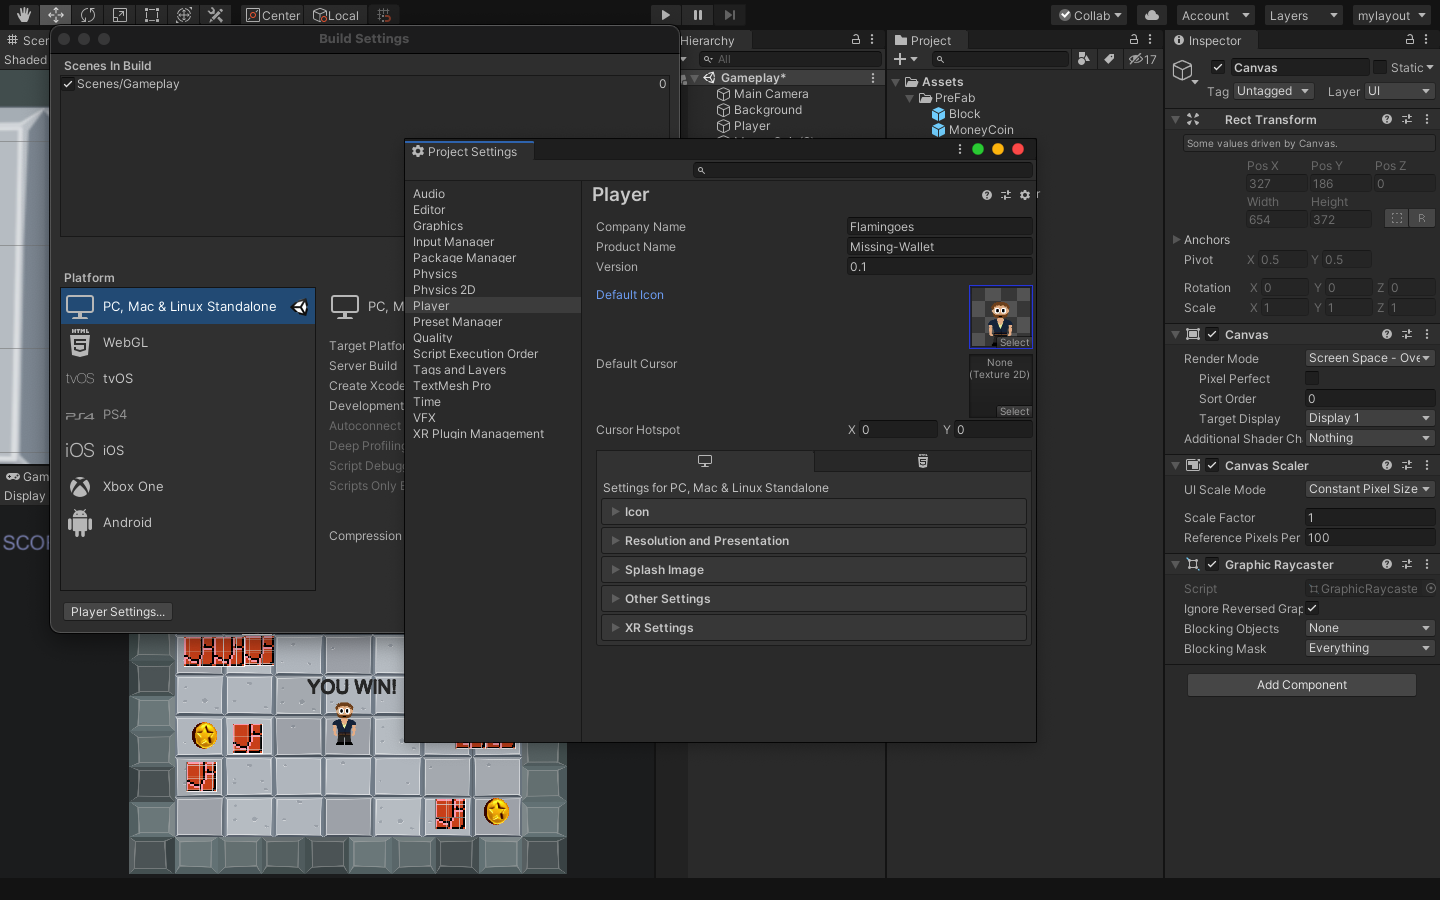 Center
Local
Collab
Account
Layers
mylayout
Scen
Shaded
Build Settings
Scenes In Build
Scenes/Gameplay
0
Platform
PC, Mac & Linux Standalone
HTML
WebGL
tvOS
tvOS
PS4
iOS
iOS
Xbox One
Android
PC, M
Target Platfor
Server Build
Create Xcode
Development
Autoconnect
Deep Profiling
Script Debugg
Scripts Only B
Compression
Player Settings...
Gam
Display
SCOR
YOU WIN!
Hierarchy
All
Gameplay*
Main Camera
Background
Player
Project
17
Assets
PreFab
Block
MoneyCoin
Project Settings
Audio
Editor
Graphics
Input Manager
Package Manager
Physics
Physics 2D
Player
Preset Manager
Quality
Script Execution Order
Tags and Layers
TextMesh Pro
Time
VFX
XR Plugin Management
Player
Company Name
Flamingoes
Product Name
Missing-Wallet
Version
0.1
Default Icon
Select
Default Cursor
None
(Texture 2D)
Select
Cursor Hotspot
X 0
Y 0
Settings for PC, Mac & Linux Standalone
Icon
Resolution and Presentation
Splash Image
Other Settings
XR Settings
Inspector
Canvas
Static
Tag Untagged
Layer UI
Rect Transform
Some values driven by Canvas.
Pos X Pos Y Pos Z
327 186 0
Width Height
654 372
R
Anchors
Pivot X 0.5 Y 0.5
Rotation X 0 Y 0 Z 0
Scale X 1 Y 1 Z 1
Canvas
Render Mode Screen Space - Ove
Pixel Perfect
Sort Order 0
Target Display Display 1
Additional Shader Ch Nothing
Canvas Scaler
UI Scale Mode Constant Pixel Size
Scale Factor 1
Reference Pixels Per 100
Graphic Raycaster
Script GraphicRaycaste
Ignore Reversed Grap
Blocking Objects None
Blocking Mask Everything
Add Component